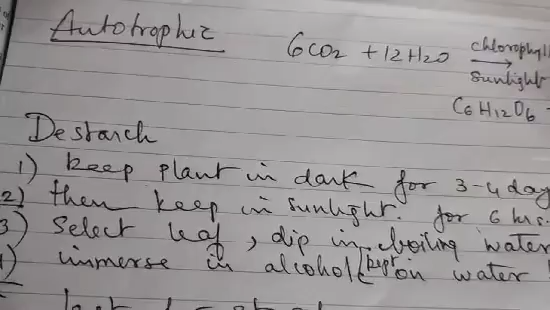 Autotrophic
6CO2 + 12H2O chlorophyll
sunlight
C6H12O6
Destarch
1) keep plant in dark for 3-4 day
2) then keep in sunlight. for 6 hrs.
3) Select leaf, dip in boiling water
4) immerse in alcohol (kept on water